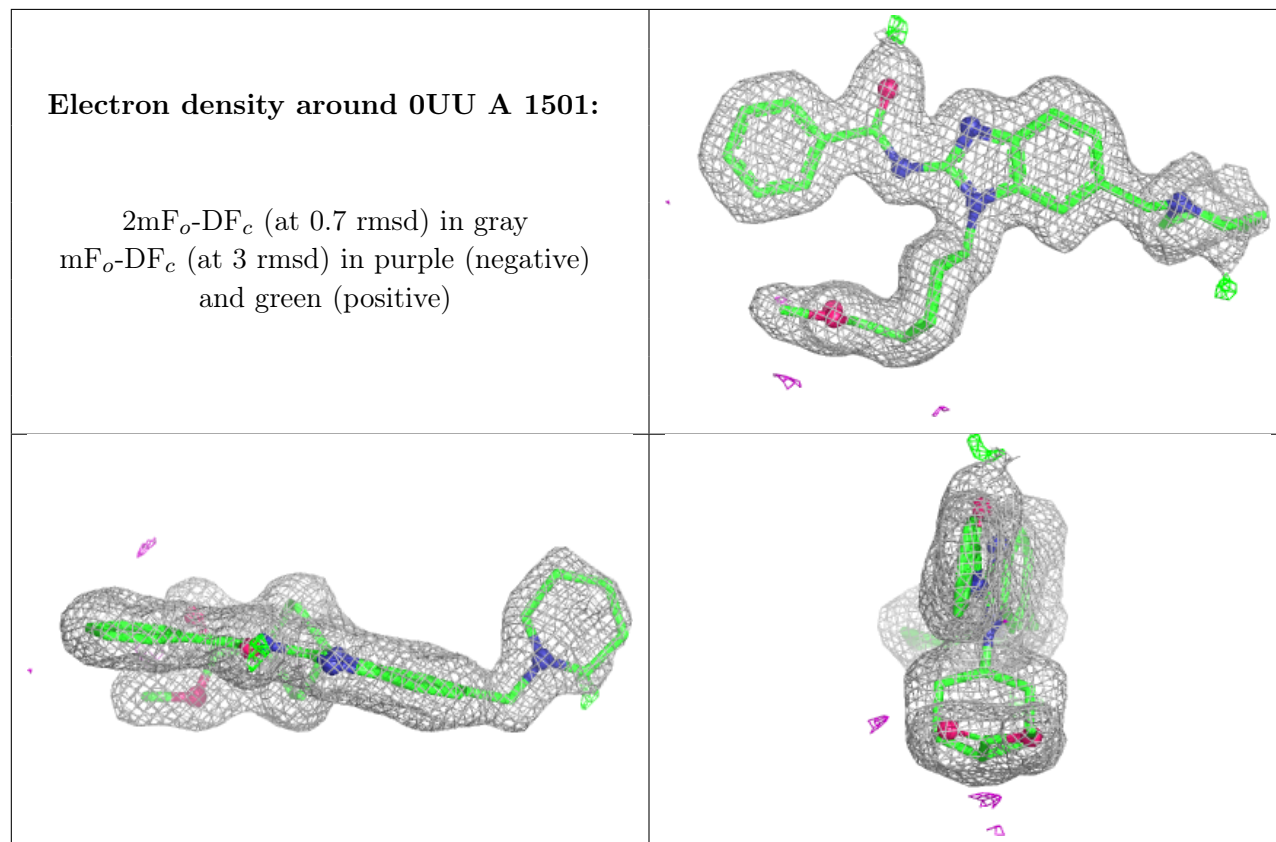 Electron density around 0UU A 1501:
2mFo-DFc (at 0.7 rmsd) in gray
mFo-DFc (at 3 rmsd) in purple (negative)
and green (positive)